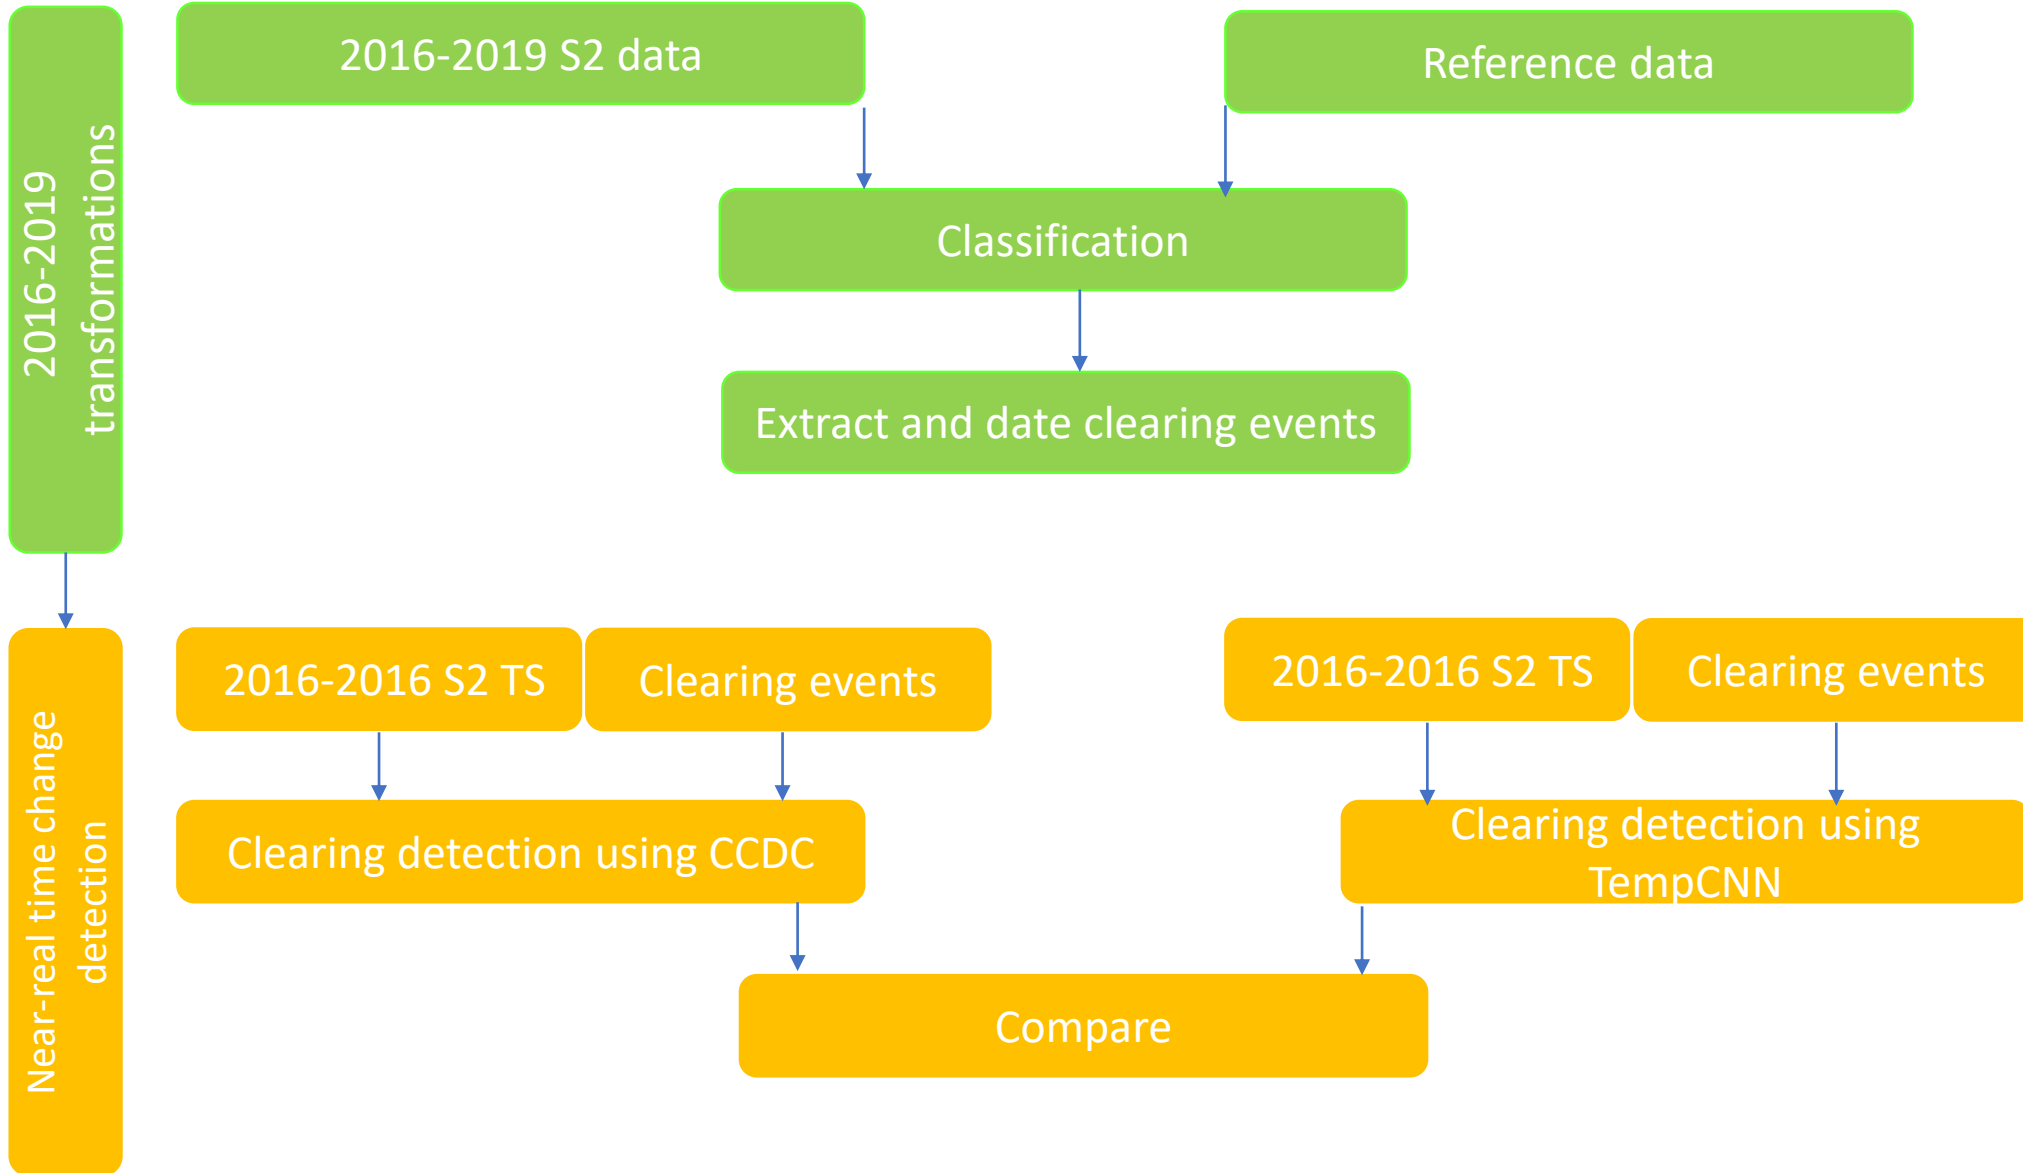 2016-2019
transformations
2016-2019 S2 data
Reference data
Classification
Extract and date clearing events
Near-real time change
detection
2016-2016 S2 TS
Clearing events
2016-2016 S2 TS
Clearing events
Clearing detection using CCDC
Clearing detection using
TempCNN
Compare